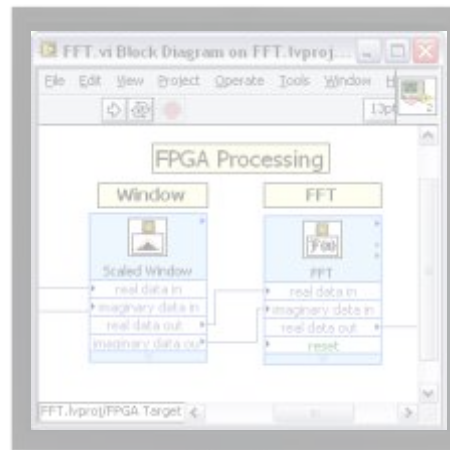 FFT.vi Block Diagram on FFT.lvproj...
File Edit View Project Operate Tools Window H
13pt
2
FPGA Processing
Window FFT
F(ω)
Scaled Window FFT
real data in real data in
imaginary data in imaginary data in
real data out real data out
imaginary data ou reset
FFT.lvproj/FPGA Target